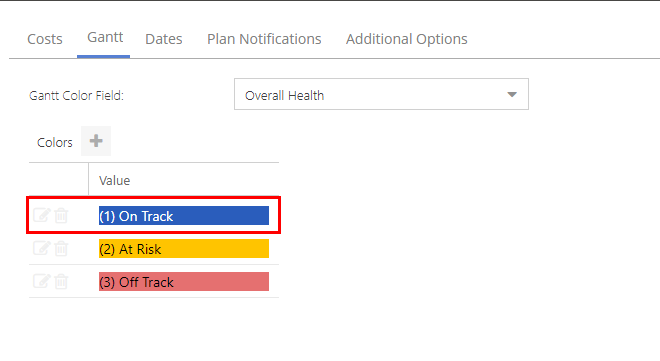 Costs Gantt Dates Plan Notifications Additional Options
Gantt Color Field: Overall Health
Colors
Value
(1) On Track
(2) At Risk
(3) Off Track